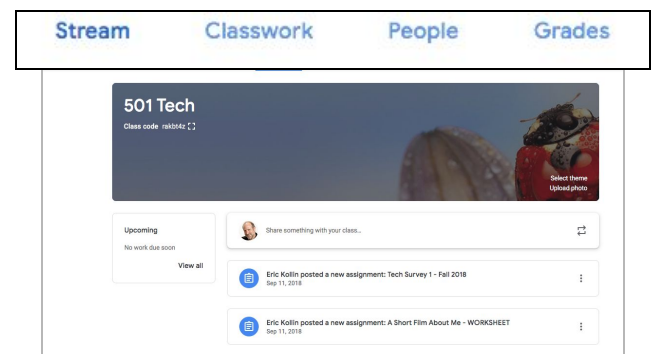 Stream Classwork People Grades
501 Tech
Class code rakbt4z
Select theme
Upload photo
Upcoming
No work due soon
View all
Share something with your class...
Eric Kollin posted a new assignment: Tech Survey 1 - Fall 2018
Sep 11, 2018
Eric Kollin posted a new assignment: A Short Film About Me - WORKSHEET
Sep 11, 2018